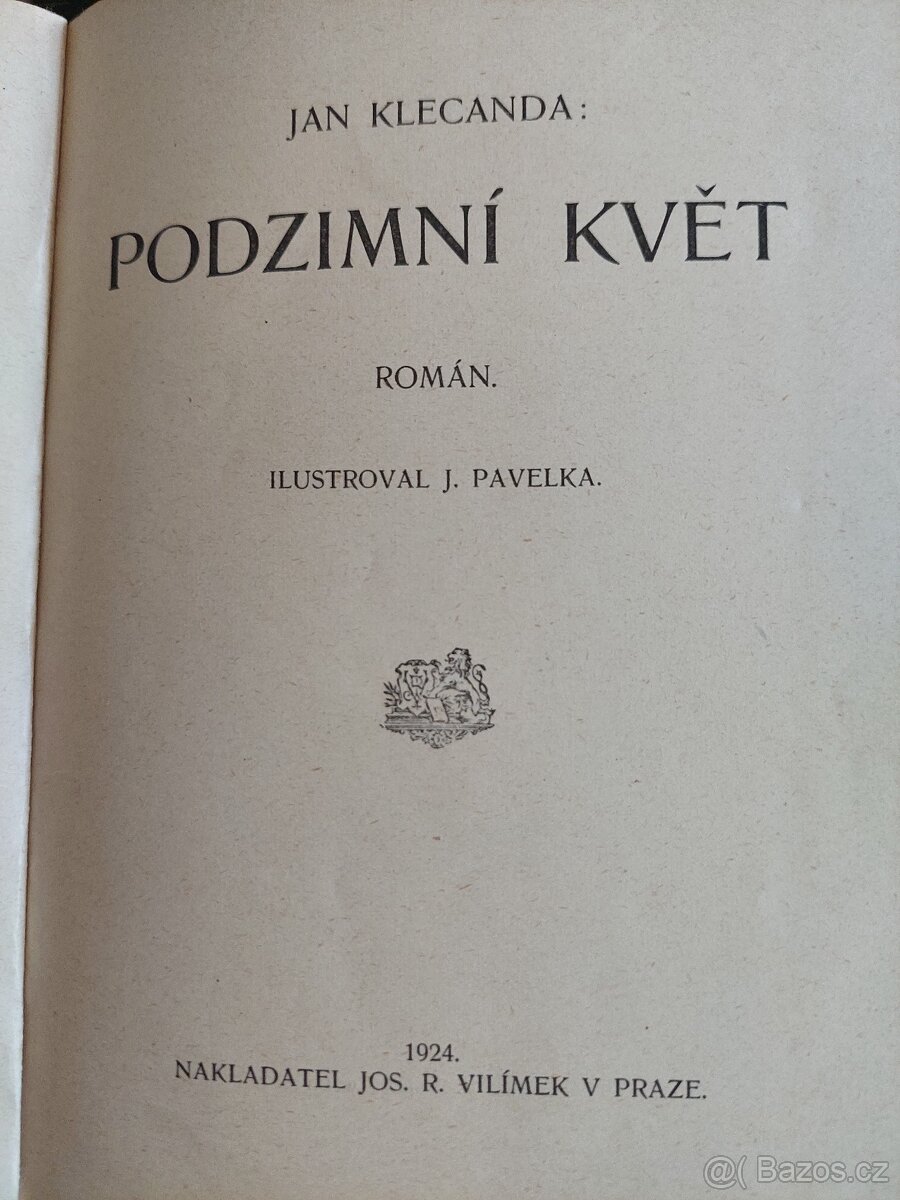 JAN KLECANDA:
PODZIMNÍ KVĚT
ROMÁN.
ILUSTROVAL J. PAVELKA.
1924.
NAKLADATEL JOS. R. VILÍMEK V PRAZE.
@( Bazos.cz